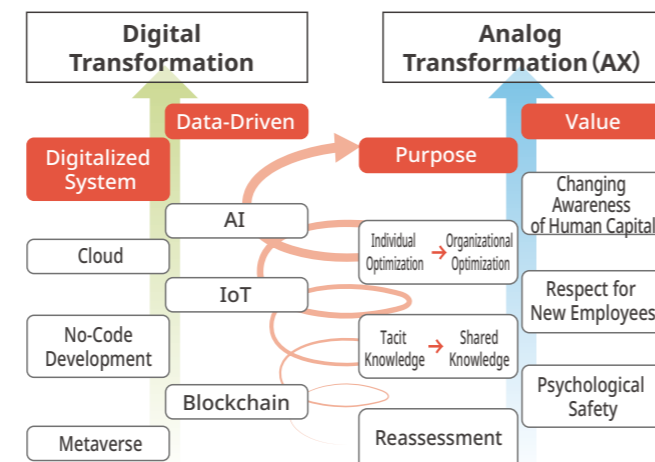 Digital
Transformation
Analog
Transformation(AX)
Data-Driven
Digitalized
System
AI
Cloud
IoT
No-Code
Development
Blockchain
Metaverse
Value
Purpose
Changing
Awareness
of Human Capital
Individual
Optimization
→
Organizational
Optimization
Respect for
New Employees
Tacit
Knowledge
→
Shared
Knowledge
Psychological
Safety
Reassessment